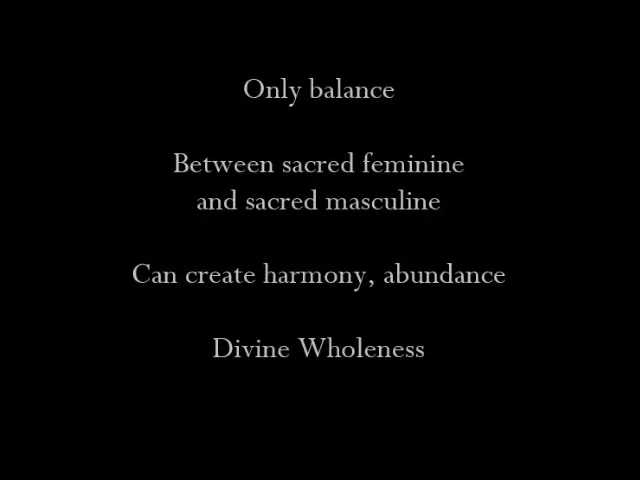 Only balance
Between sacred feminine
and sacred masculine
Can create harmony, abundance
Divine Wholeness